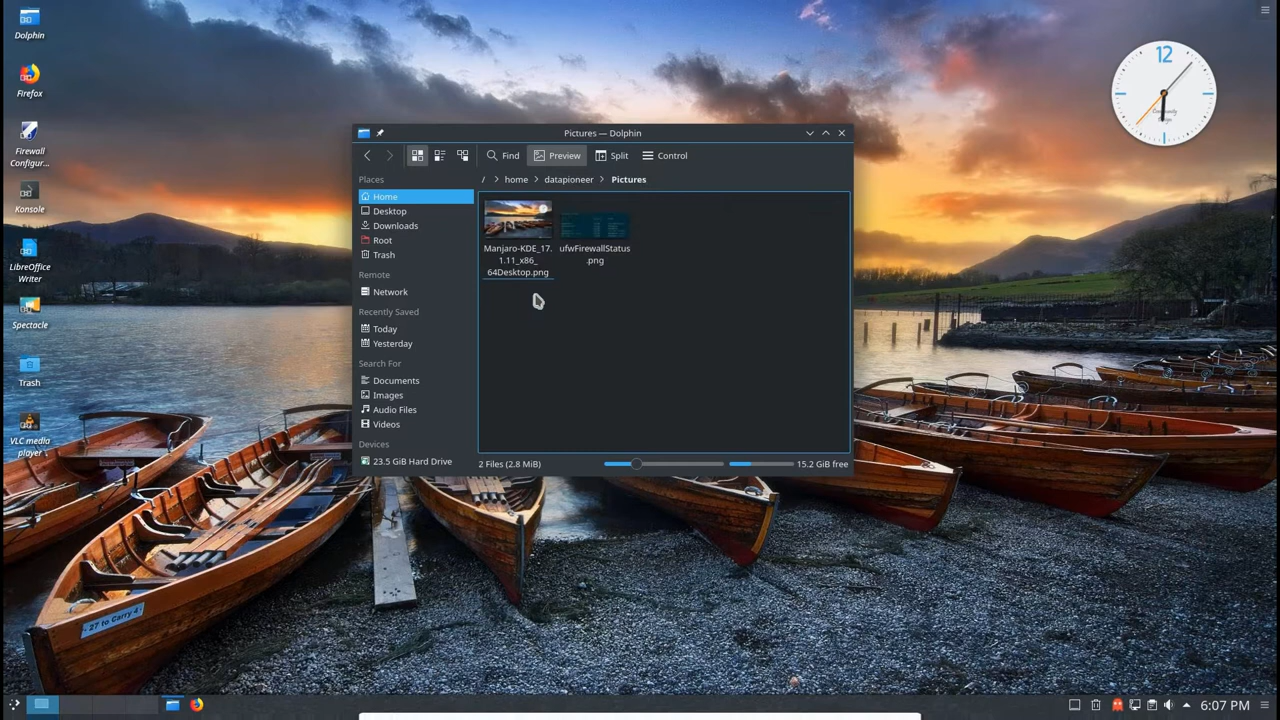 Dolphin
Firefox
Firewall
Configur...
Konsole
LibreOffice
Writer
Spectacle
Trash
VLC media
player
12
Pictures — Dolphin
Find
Preview
Split
Control
Places
Home
Desktop
Downloads
Root
Trash
Remote
Network
Recently Saved
Today
Yesterday
Search For
Documents
Images
Audio Files
Videos
Devices
23.5 GiB Hard Drive
/ > home > datapioneer > Pictures
Manjaro-KDE_17.
1.11_x86_
64Desktop.png
ufwFirewallStatus
.png
2 Files (2.8 MiB)
15.2 GiB free
27 to Carry 4
6:07 PM